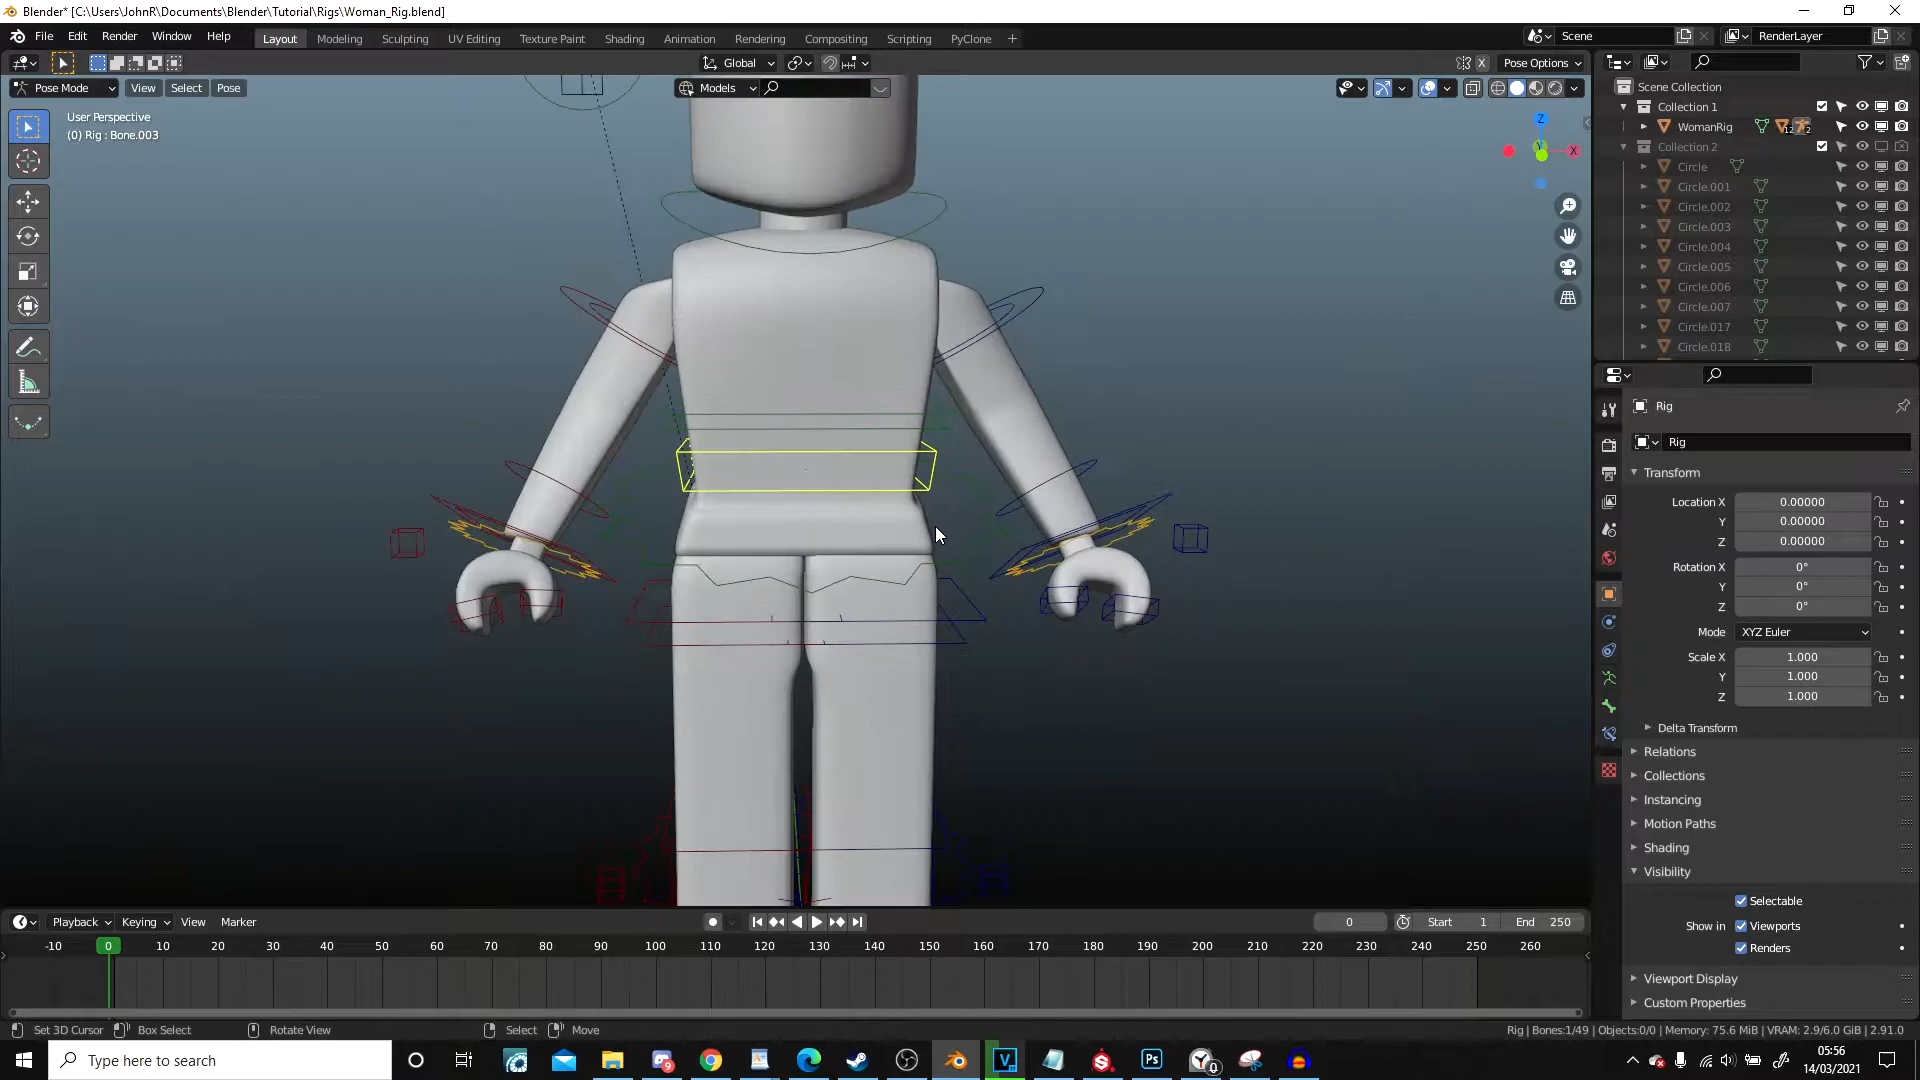 Blender* [C:\Users\JohnR\Documents\Blender\Tutorial\Rigs\Woman_Rig.blend]
File Edit Render Window Help Layout Modeling Sculpting UV Editing Texture Paint Shading Animation Rendering Compositing Scripting PyClone Scene RenderLayer
Global Pose Options
Pose Mode View Select Pose Models
User Perspective
(0) Rig : Bone.003
Z
Y
X
Scene Collection
Collection 1
WomanRig 12 2
Collection 2
Circle
Circle.001
Circle.002
Circle.003
Circle.004
Circle.005
Circle.006
Circle.007
Circle.017
Circle.018
Rig
Rig
Transform
Location X 0.00000
Y 0.00000
Z 0.00000
Rotation X 0°
Y 0°
Z 0°
Mode XYZ Euler
Scale X 1.000
Y 1.000
Z 1.000
Delta Transform
Relations
Collections
Instancing
Motion Paths
Shading
Visibility
Selectable
Show in Viewports
Renders
Viewport Display
Custom Properties
Playback Keying View Marker 0 Start 1 End 250
-10 0 10 20 30 40 50 60 70 80 90 100 110 120 130 140 150 160 170 180 190 200 210 220 230 240 250 260
Set 3D Cursor Box Select Rotate View Select Move Rig | Bones:1/49 | Objects:0/0 | Memory: 75.6 MiB | VRAM: 2.9/6.0 GiB | 2.91.0
Type here to search 9 V Ps 0 05:56
14/03/2021